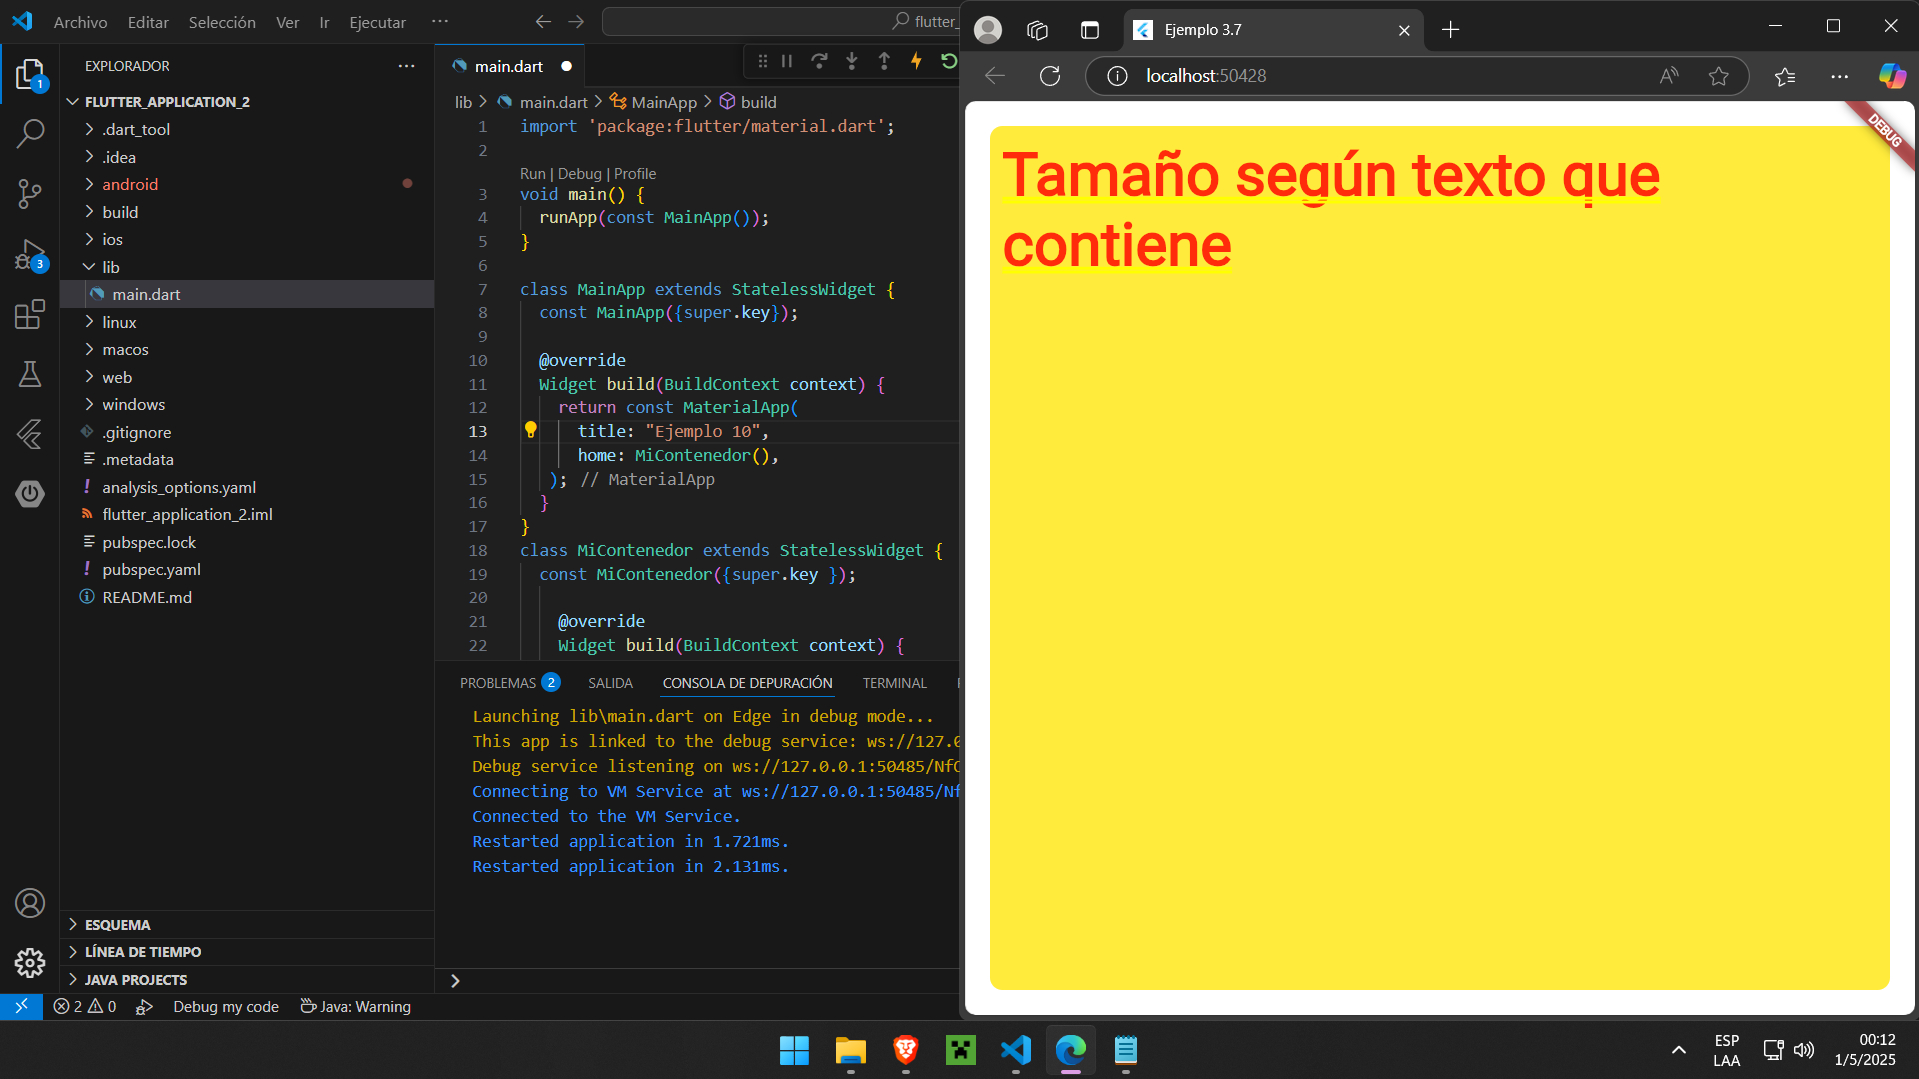 Archivo Editar Selección Ver Ir Ejecutar ··· flutter_
EXPLORADOR ···
1
3
FLUTTER_APPLICATION_2
.dart_tool
.idea
android
build
ios
lib
main.dart
linux
macos
web
windows
.gitignore
.metadata
analysis_options.yaml
flutter_application_2.iml
pubspec.lock
pubspec.yaml
README.md
ESQUEMA
LÍNEA DE TIEMPO
JAVA PROJECTS
main.dart
lib > main.dart > MainApp > build
1 import 'package:flutter/material.dart';
2
Run | Debug | Profile
3 void main() {
4 runApp(const MainApp());
5 }
6
7 class MainApp extends StatelessWidget {
8 const MainApp({super.key});
9
10 @override
11 Widget build(BuildContext context) {
12 return const MaterialApp(
13 title: "Ejemplo 10",
14 home: MiContenedor(),
15 ); // MaterialApp
16 }
17 }
18 class MiContenedor extends StatelessWidget {
19 const MiContenedor({super.key });
20
21 @override
22 Widget build(BuildContext context) {
PROBLEMAS 2 SALIDA CONSOLA DE DEPURACIÓN TERMINAL
Launching lib\main.dart on Edge in debug mode...
This app is linked to the debug service: ws://127.0
Debug service listening on ws://127.0.0.1:50485/Nf
Connecting to VM Service at ws://127.0.0.1:50485/Nf
Connected to the VM Service.
Restarted application in 1.721ms.
Restarted application in 2.131ms.
>
2 0 Debug my code Java: Warning
Ejemplo 3.7
localhost:50428
DEBUG
Tamaño según texto que
contiene
ESP
LAA
00:12
1/5/2025